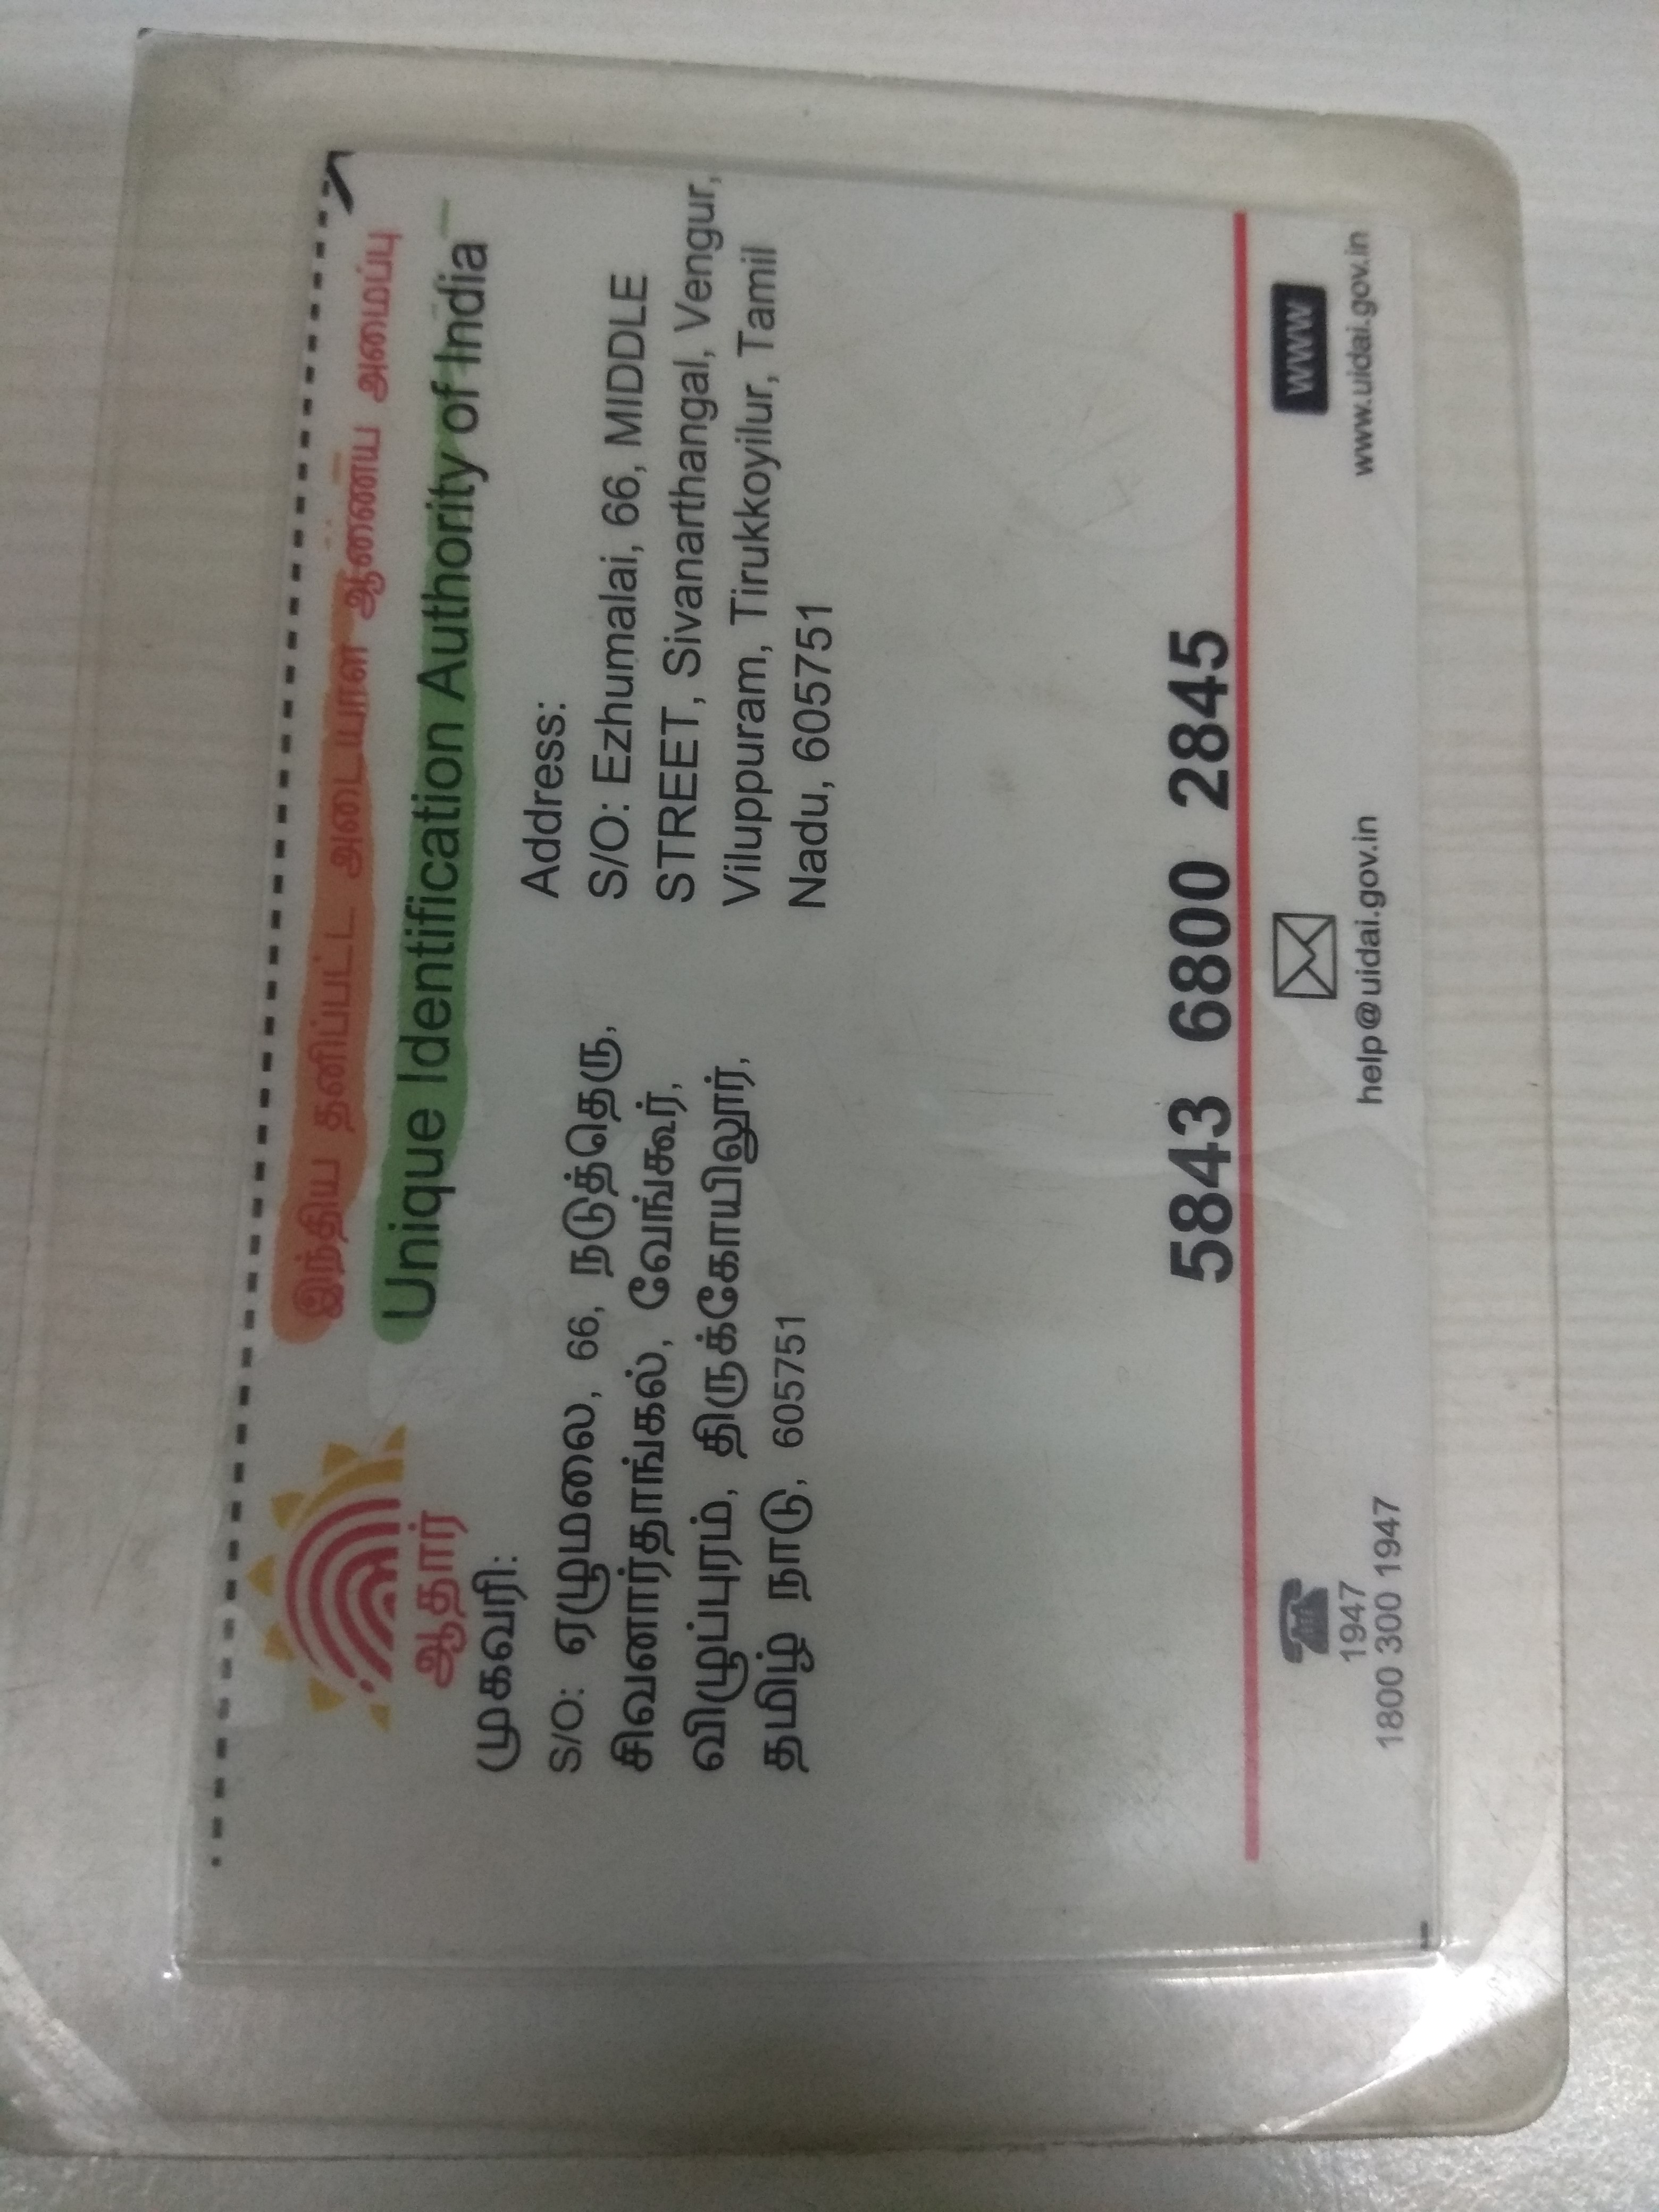 இந்திய தனிப்பட்ட அடையாள ஆணைய அமைப்பு
Unique Identification Authority of India
ஆதார்
முகவரி:
S/O: ஏழுமலை, 66, நடுத்தெரு,
சிவனார்தாங்கல், வேங்கூர்,
விழுப்புரம், திருக்கோயிலூர்,
தமிழ் நாடு, 605751
Address:
S/O: Ezhumalai, 66, MIDDLE
STREET, Sivanarthangal, Vengur,
Viluppuram, Tirukkoyilur, Tamil
Nadu, 605751
5843 6800 2845
1947
1800 300 1947
help@uidai.gov.in
www
www.uidai.gov.in